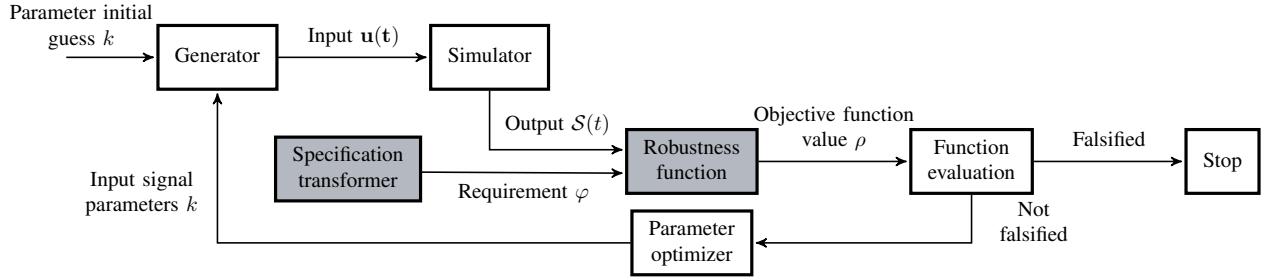 Parameter initial
guess k
Generator
Input u(t)
Simulator
Output S(t)
Specification
transformer
Requirement φ
Robustness
function
Objective function
value ρ
Function
evaluation
Falsified
Stop
Not
falsified
Parameter
optimizer
Input signal
parameters k